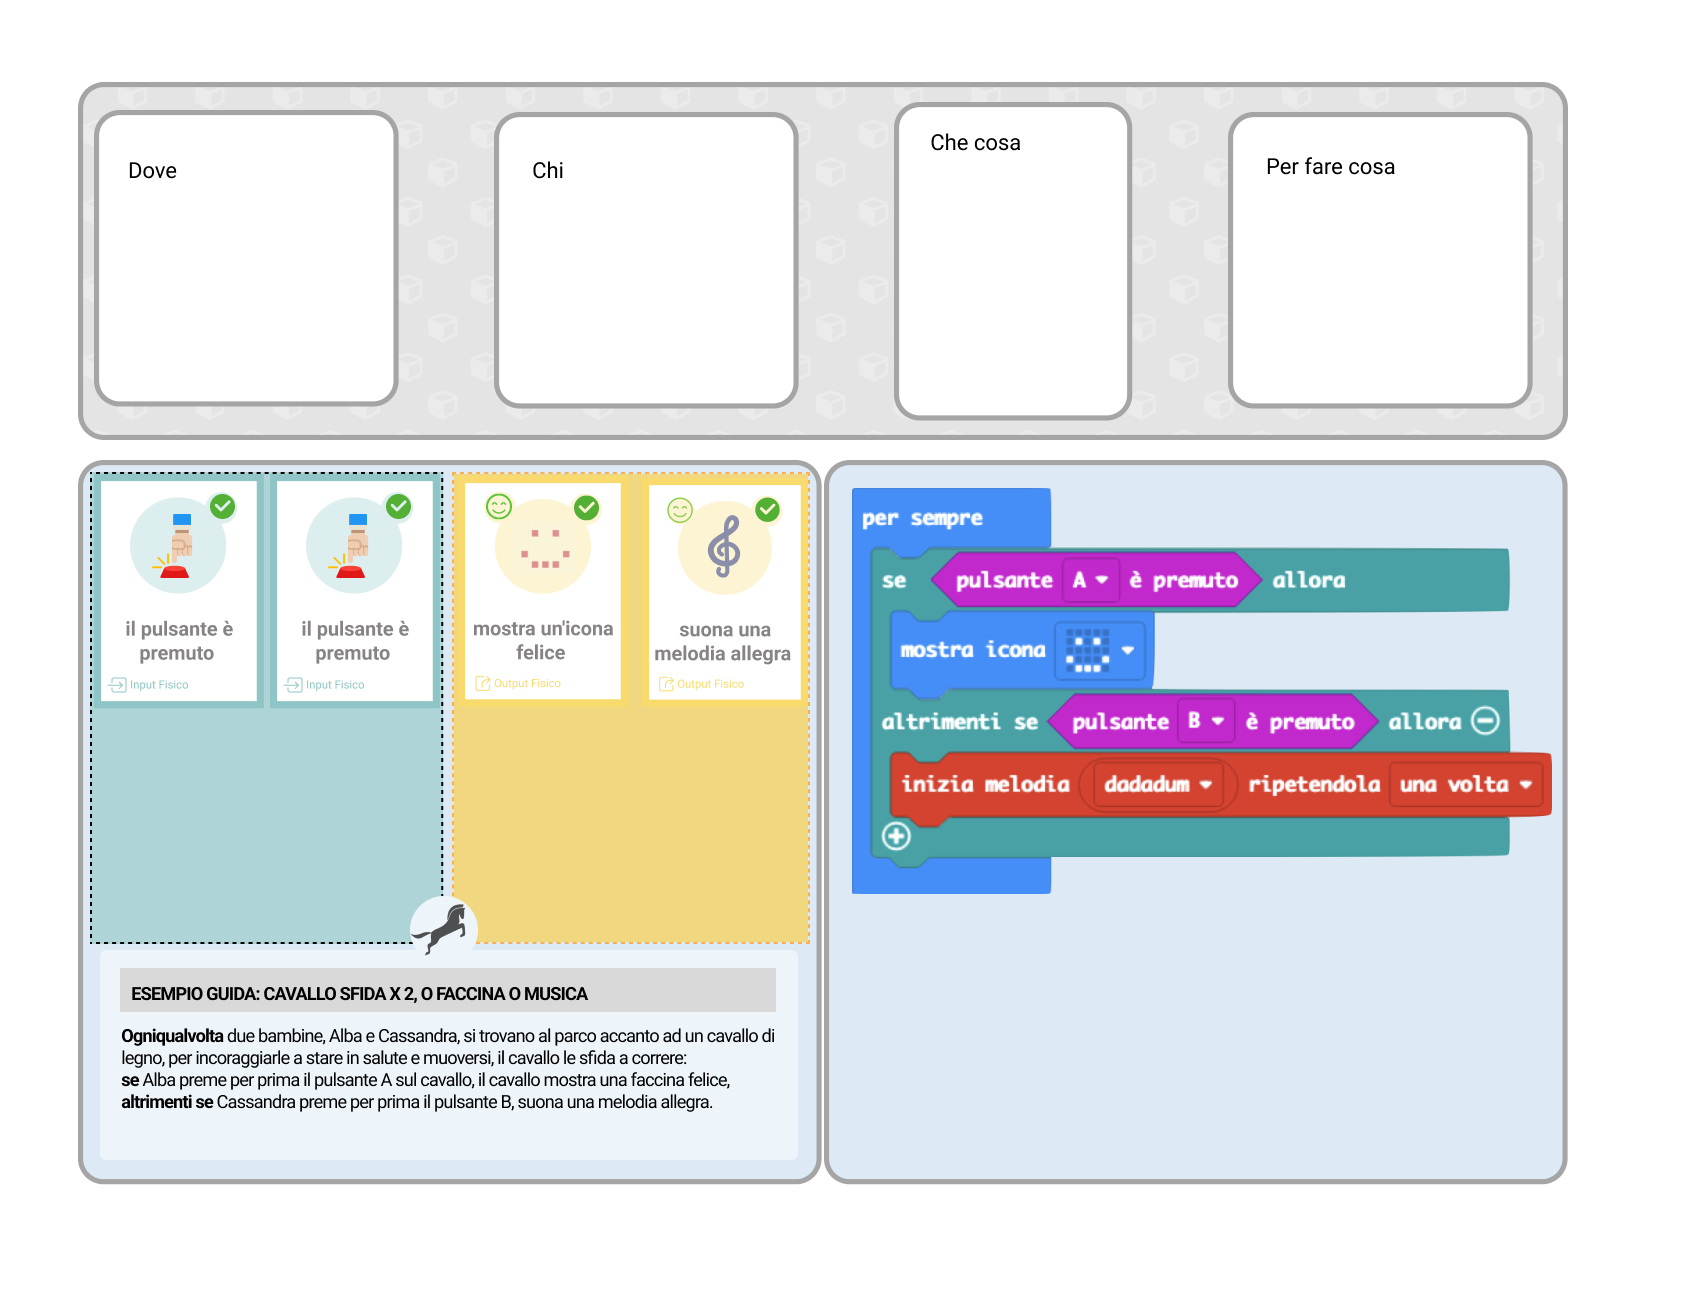 Dove
Chi
Che cosa
Per fare cosa
il pulsante è
premuto
Input Fisico
il pulsante è
premuto
Input Fisico
mostra un'icona
felice
Output Fisico
suona una
melodia allegra
Output Fisico
ESEMPIO GUIDA: CAVALLO SFIDA X 2, O FACCINA O MUSICA
Ogniqualvolta due bambine, Alba e Cassandra, si trovano al parco accanto ad un cavallo di
legno, per incoraggiarle a stare in salute e muoversi, il cavallo le sfida a correre:
se Alba preme per prima il pulsante A sul cavallo, il cavallo mostra una faccina felice,
altrimenti se Cassandra preme per prima il pulsante B, suona una melodia allegra.
per sempre
se pulsante A è premuto allora
mostra icona
altrimenti se pulsante B è premuto allora
inizia melodia dadadum ripetendola una volta